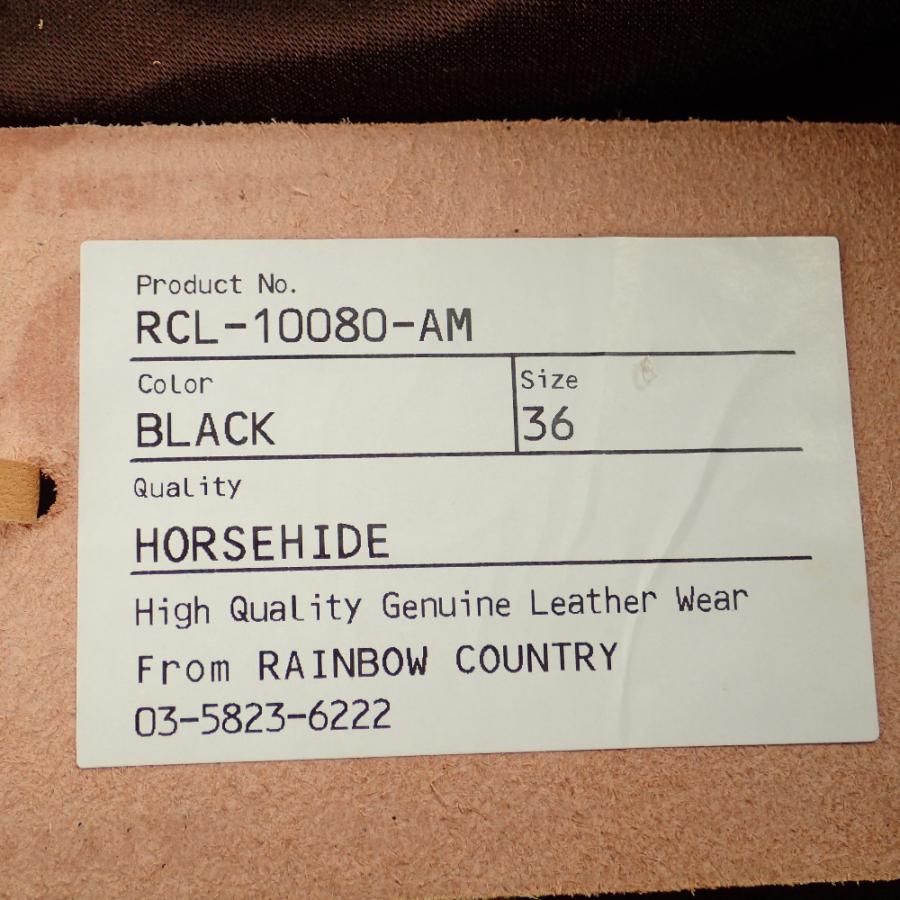 Product No.
RCL-10080-AM
Color
BLACK
Size
36
Quality
HORSEHIDE
High Quality Genuine Leather Wear
From RAINBOW COUNTRY
03-5823-6222